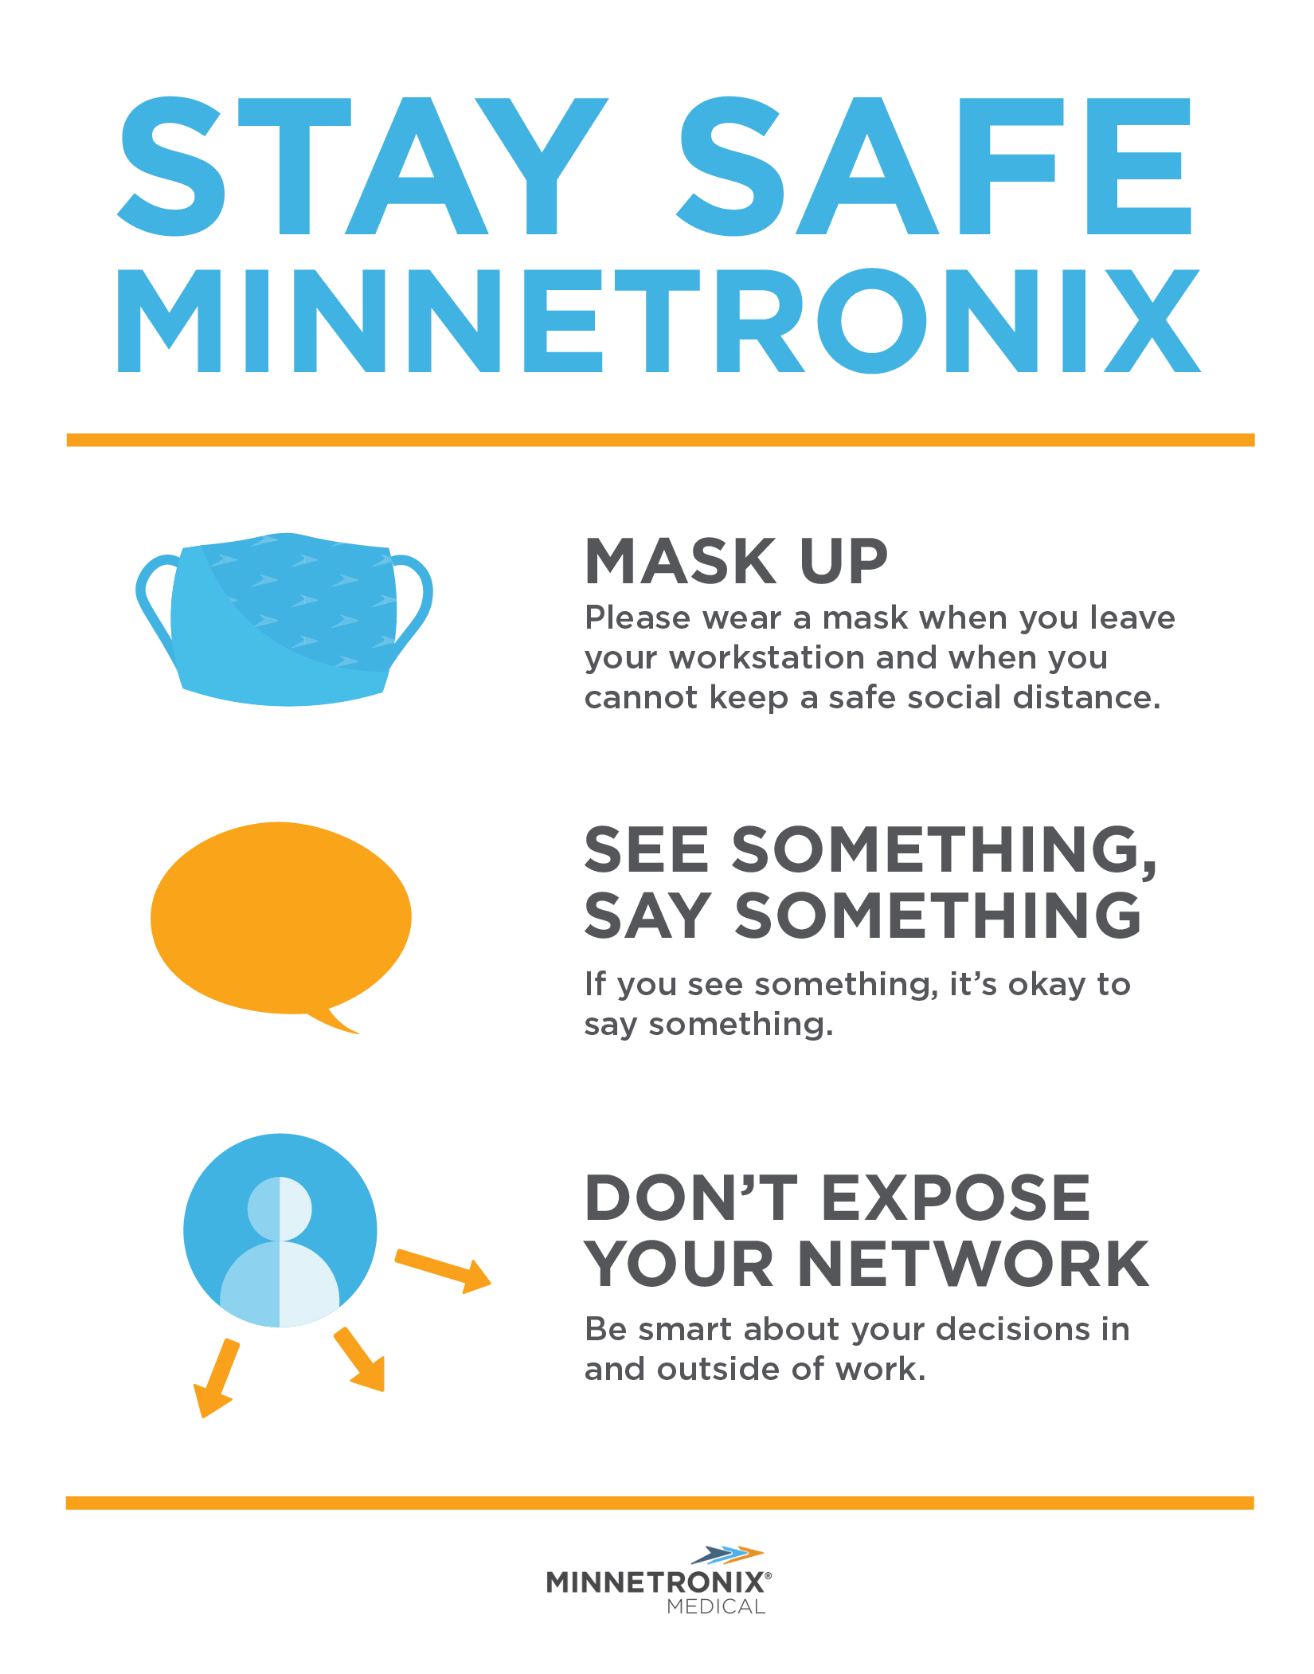 STAY SAFE
MINNETRONIX
MASK UP
Please wear a mask when you leave
your workstation and when you
cannot keep a safe social distance.
SEE SOMETHING,
SAY SOMETHING
If you see something, it’s okay to
say something.
DON’T EXPOSE
YOUR NETWORK
Be smart about your decisions in
and outside of work.
MINNETRONIX®
MEDICAL